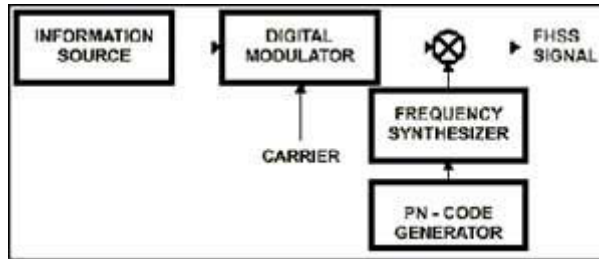 INFORMATION
SOURCE
DIGITAL
MODULATOR
FHSS
SIGNAL
CARRIER
FREQUENCY
SYNTHESIZER
PN - CODE
GENERATOR